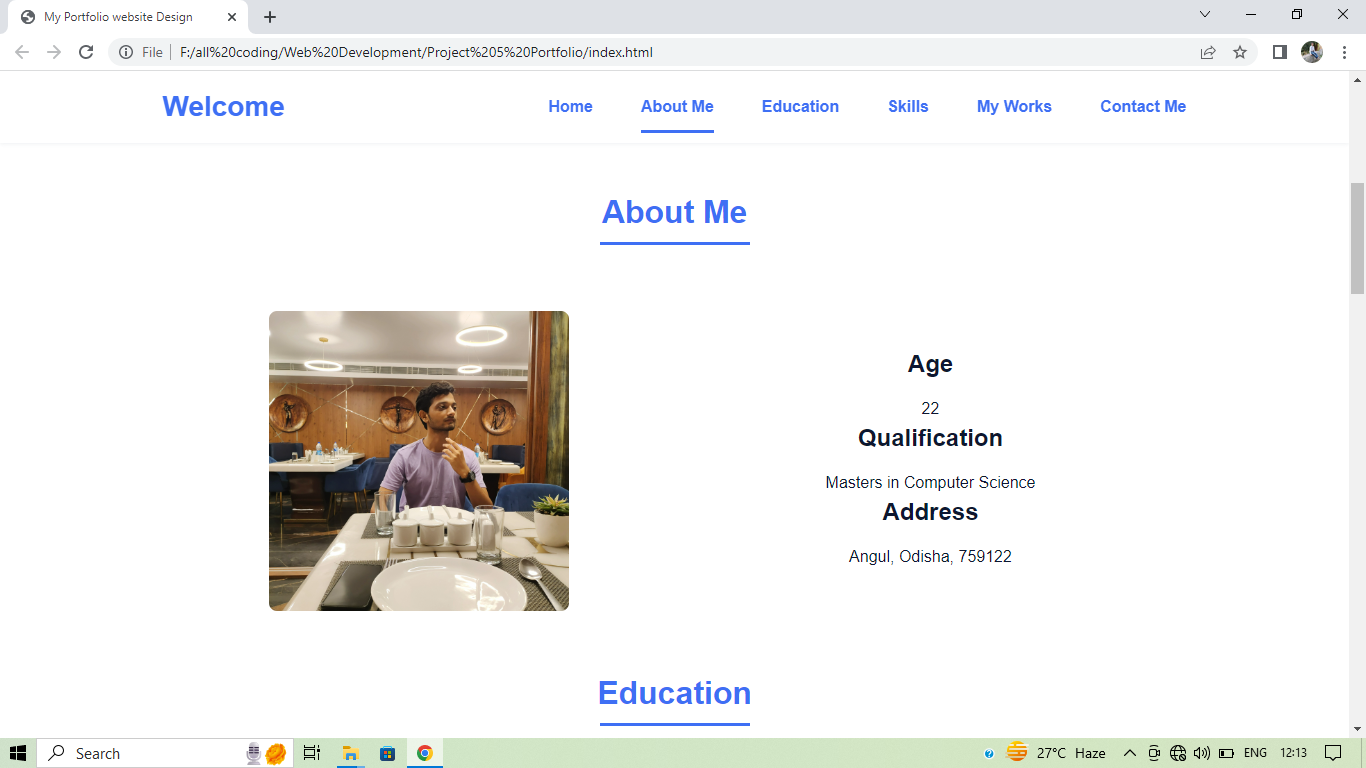 My Portfolio website Design
File | F:/all%20coding/Web%20Development/Project%205%20Portfolio/index.html
Welcome Home About Me Education Skills My Works Contact Me
About Me
Age
22
Qualification
Masters in Computer Science
Address
Angul, Odisha, 759122
Education
Search 27°C Haze ENG 12:13